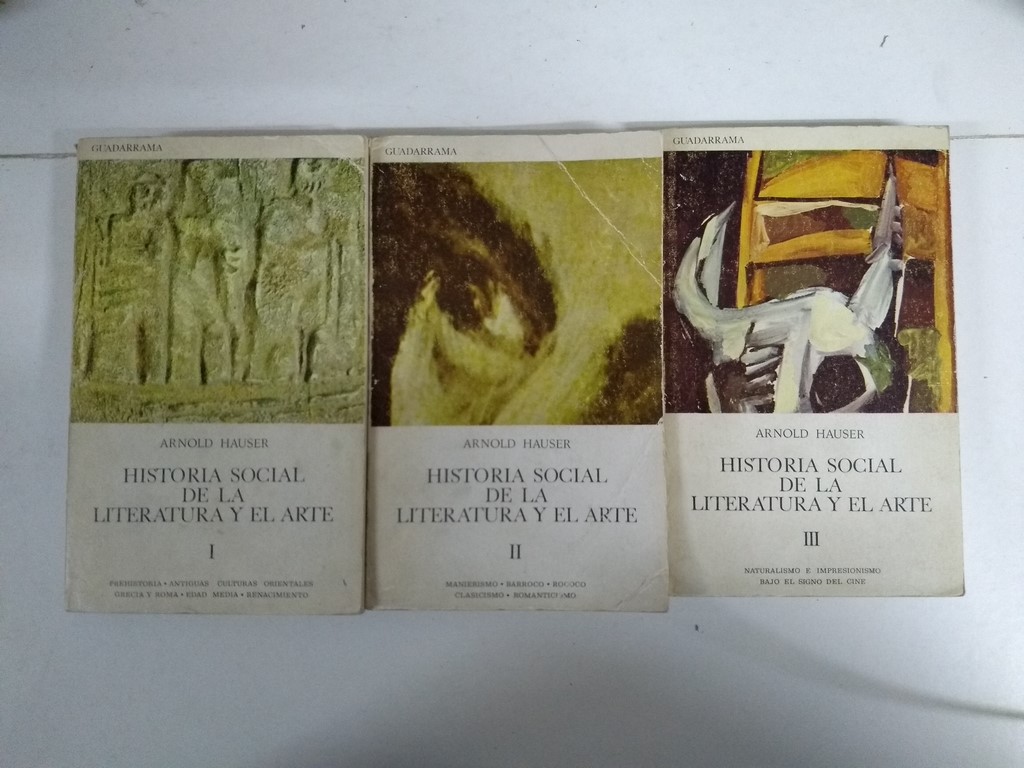 GUADARRAMA
ARNOLD HAUSER
HISTORIA SOCIAL
DE LA
LITERATURA Y EL ARTE
I
PREHISTORIA • ANTIGUAS CULTURAS ORIENTALES
GRECIA Y ROMA • EDAD MEDIA • RENACIMIENTO
GUADARRAMA
ARNOLD HAUSER
HISTORIA SOCIAL
DE LA
LITERATURA Y EL ARTE
II
MANIERISMO • BARROCO • ROCOCO
CLASICISMO • ROMANTICISMO
GUADARRAMA
ARNOLD HAUSER
HISTORIA SOCIAL
DE LA
LITERATURA Y EL ARTE
III
NATURALISMO E IMPRESIONISMO
BAJO EL SIGNO DEL CINE